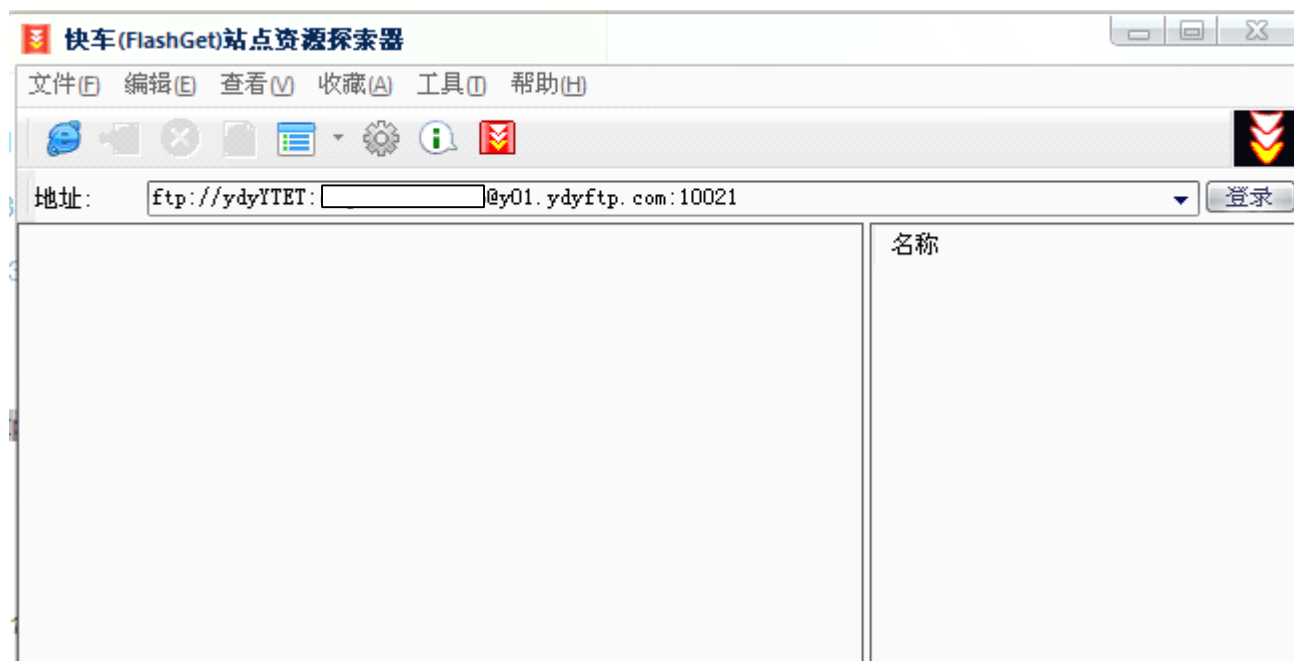 快车(FlashGet)站点资源探索器
文件(F) 编辑(E) 查看(V) 收藏(A) 工具(T) 帮助(H)
地址: ftp://ydyYTET: @y01.ydyftp.com:10021 登录
名称